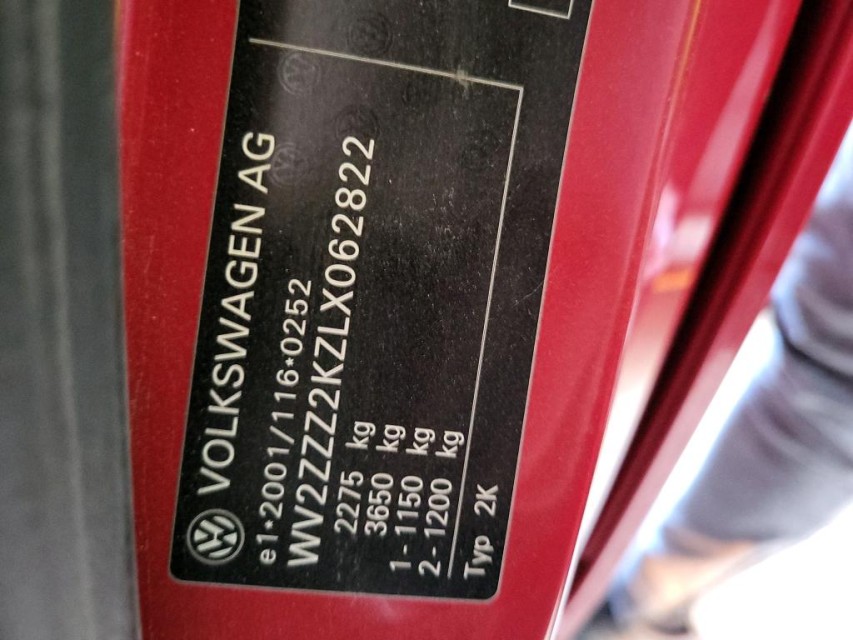 VOLKSWAGEN AG
e1*2001/116*0252
WV2ZZZ2KZLX062822
2275 kg
3650 kg
1- 1150 kg
2- 1200 kg
Typ 2K